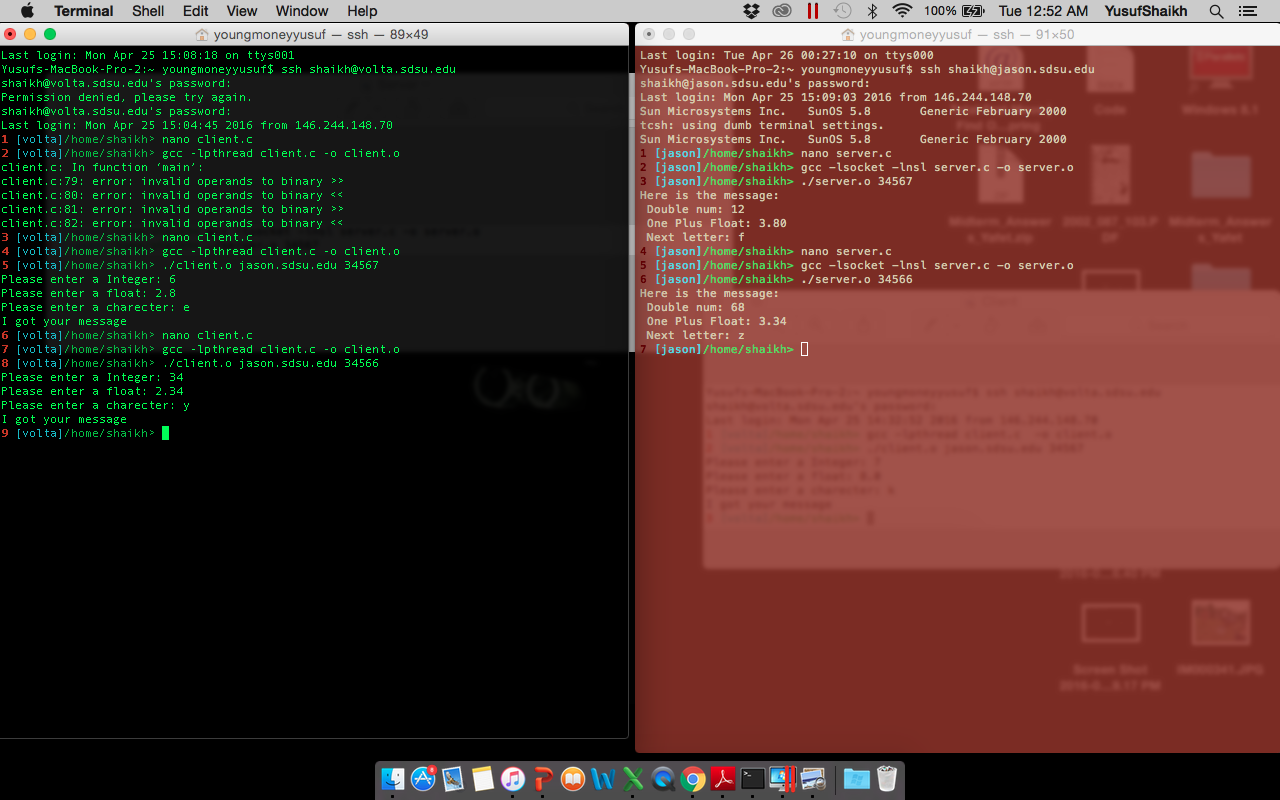 Terminal Shell Edit View Window Help 100% Tue 12:52 AM YusufShaikh
youngmoneyyusuf — ssh — 89×49
Last login: Mon Apr 25 15:08:18 on ttys001
Yusufs-MacBook-Pro-2:~ youngmoneyyusuf$ ssh shaikh@volta.sdsu.edu
shaikh@volta.sdsu.edu's password:
Permission denied, please try again.
shaikh@volta.sdsu.edu's password:
Last login: Mon Apr 25 15:04:45 2016 from 146.244.148.70
1 [volta]/home/shaikh> nano client.c
2 [volta]/home/shaikh> gcc -lpthread client.c -o client.o
client.c: In function ‘main’:
client.c:79: error: invalid operands to binary >>
client.c:80: error: invalid operands to binary <<
client.c:81: error: invalid operands to binary >>
client.c:82: error: invalid operands to binary <<
3 [volta]/home/shaikh> nano client.c
4 [volta]/home/shaikh> gcc -lpthread client.c -o client.o
5 [volta]/home/shaikh> ./client.o jason.sdsu.edu 34567
Please enter a Integer: 6
Please enter a float: 2.8
Please enter a charecter: e
I got your message
6 [volta]/home/shaikh> nano client.c
7 [volta]/home/shaikh> gcc -lpthread client.c -o client.o
8 [volta]/home/shaikh> ./client.o jason.sdsu.edu 34566
Please enter a Integer: 34
Please enter a float: 2.34
Please enter a charecter: y
I got your message
9 [volta]/home/shaikh>
youngmoneyyusuf — ssh — 91×50
Last login: Tue Apr 26 00:27:10 on ttys000
Yusufs-MacBook-Pro-2:~ youngmoneyyusuf$ ssh shaikh@jason.sdsu.edu
shaikh@jason.sdsu.edu's password:
Last login: Mon Apr 25 15:09:03 2016 from 146.244.148.70
Sun Microsystems Inc. SunOS 5.8 Generic February 2000
tcsh: using dumb terminal settings.
Sun Microsystems Inc. SunOS 5.8 Generic February 2000
1 [jason]/home/shaikh> nano server.c
2 [jason]/home/shaikh> gcc -lsocket -lnsl server.c -o server.o
3 [jason]/home/shaikh> ./server.o 34567
Here is the message:
Double num: 12
One Plus Float: 3.80
Next letter: f
4 [jason]/home/shaikh> nano server.c
5 [jason]/home/shaikh> gcc -lsocket -lnsl server.c -o server.o
6 [jason]/home/shaikh> ./server.o 34566
Here is the message:
Double num: 68
One Plus Float: 3.34
Next letter: z
7 [jason]/home/shaikh>